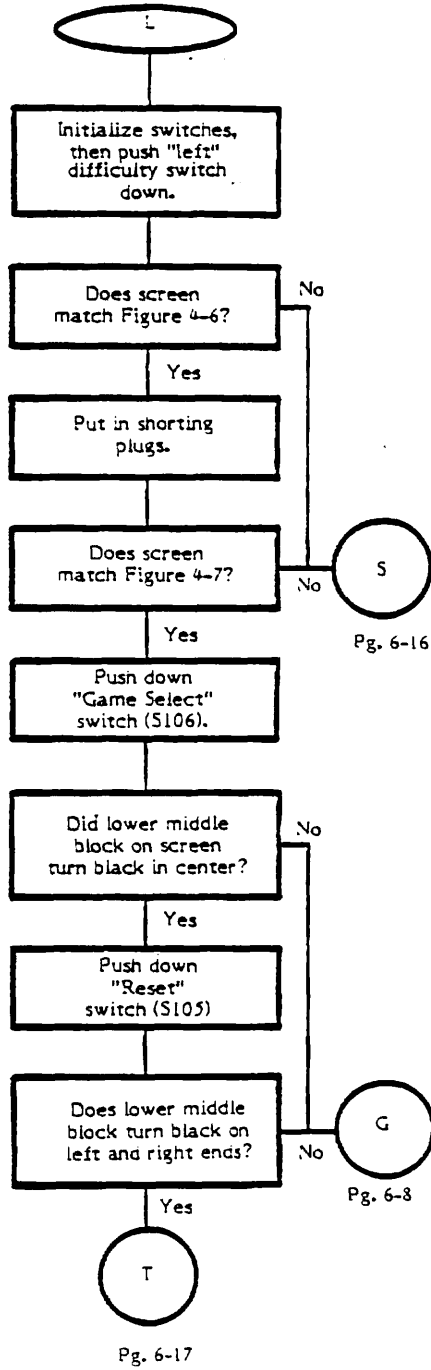 L
Initialize switches,
then push "left"
difficulty switch
down.
Does screen
match Figure 4-6?
No
Yes
Put in shorting
plugs.
Does screen
match Figure 4-7?
No
S
Pg. 6-16
Yes
Push down
"Game Select"
switch (S106).
Did lower middle
block on screen
turn black in center?
No
Yes
Push down
"Reset"
switch (S105)
Does lower middle
block turn black on
left and right ends?
No
G
Pg. 6-8
Yes
T
Pg. 6-17